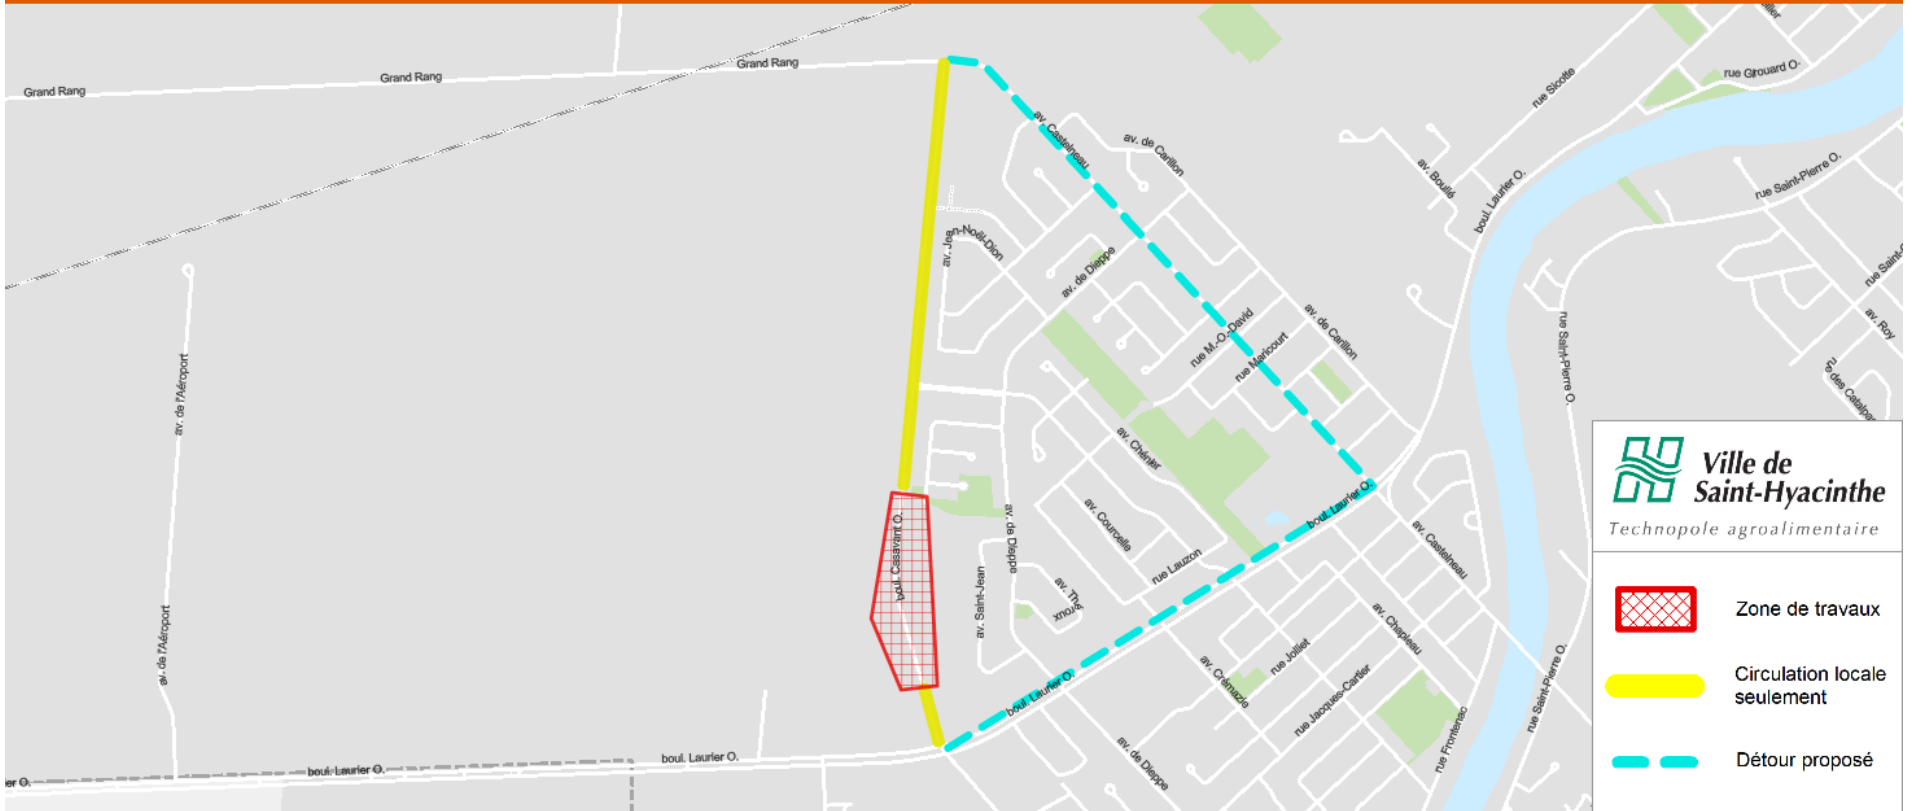 Grand Rang
Grand Rang
Grand Rang
av. Castelneau
av. de Carillon
rue Sicotte
rue Girouard O.
av. Boullé
boul. Laurier O.
rue Saint-Pierre O.
av. Jean-Noël-Dion
av. de Dieppe
rue M.-O.-David
rue Maricourt
av. de Carillon
rue Saint-Pierre O.
av. Roy
av. de l'Aéroport
av. de l'Aéroport
av. Chénier
av. Courcelle
rue Lauzon
boul. Laurier O.
av. de Dieppe
boul. Casavant O.
av. Saint-Jean
av. Castelneau
av. Chapleau
rue Jolliet
av. Crémazie
rue Jacques-Cartier
rue Frontenac
rue Saint-Pierre O.
boul. Laurier O.
av. de Dieppe
boul. Laurier O.
boul. Laurier O.
er O.
Ville de
Saint-Hyacinthe
Technopole agroalimentaire
Zone de travaux
Circulation locale
seulement
Détour proposé